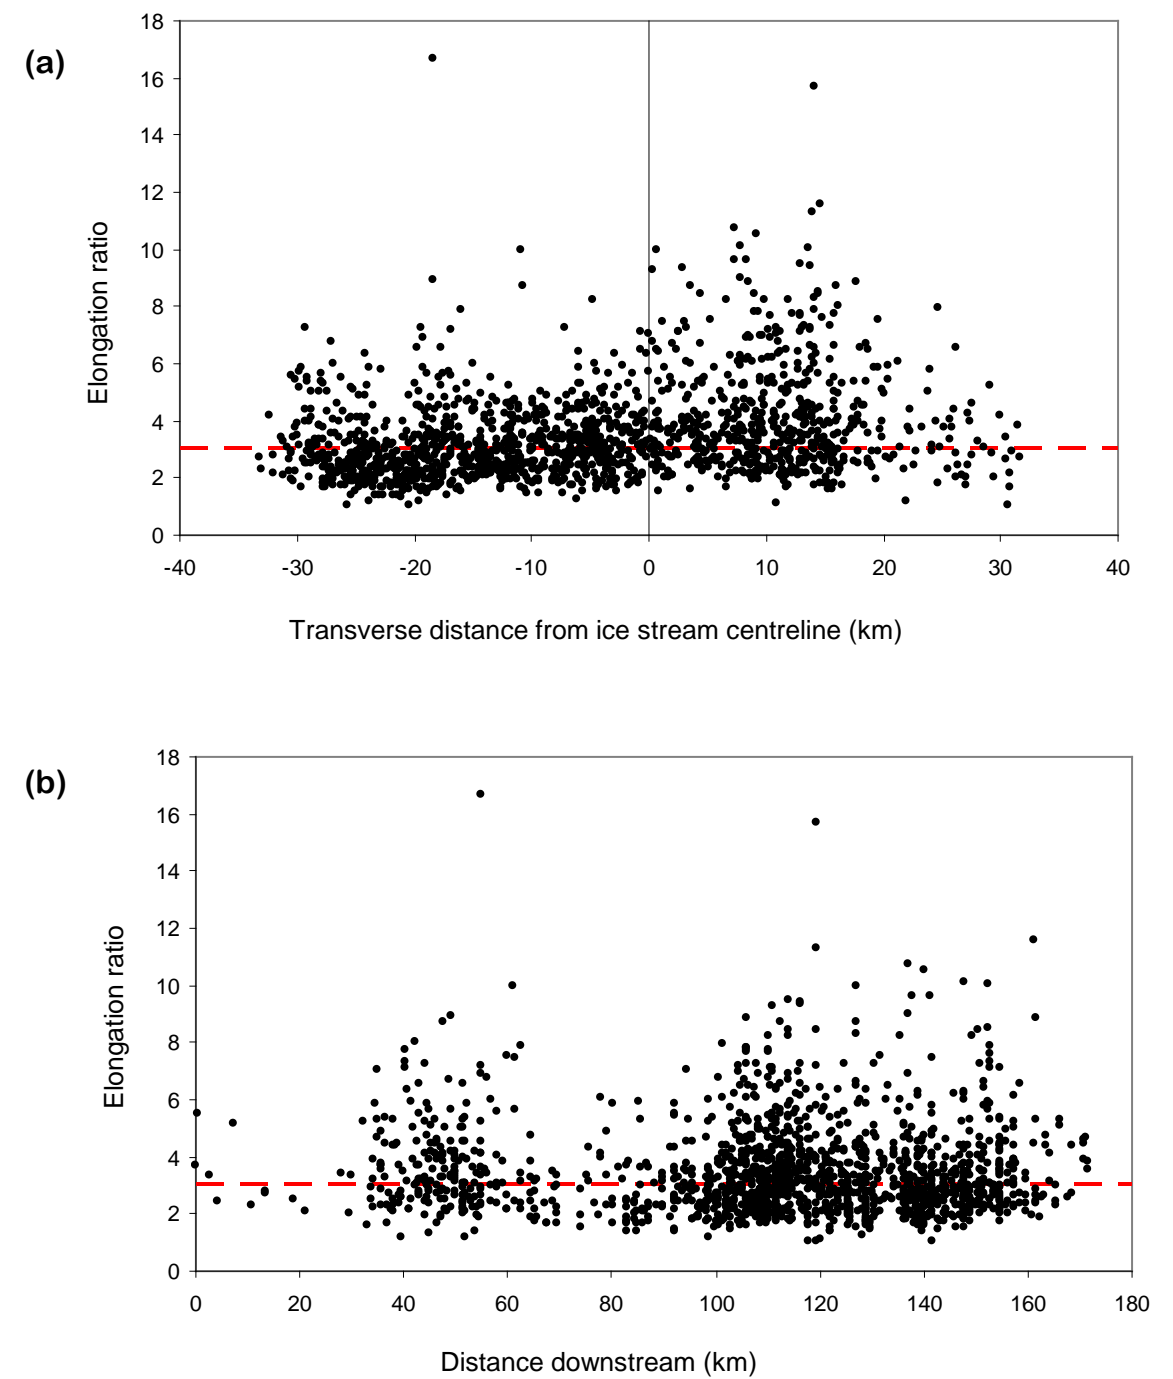 (a)
Elongation ratio
18
16
14
12
10
8
6
4
2
0
-40 -30 -20 -10 0 10 20 30 40
Transverse distance from ice stream centreline (km)
(b)
Elongation ratio
18
16
14
12
10
8
6
4
2
0
0 20 40 60 80 100 120 140 160 180
Distance downstream (km)